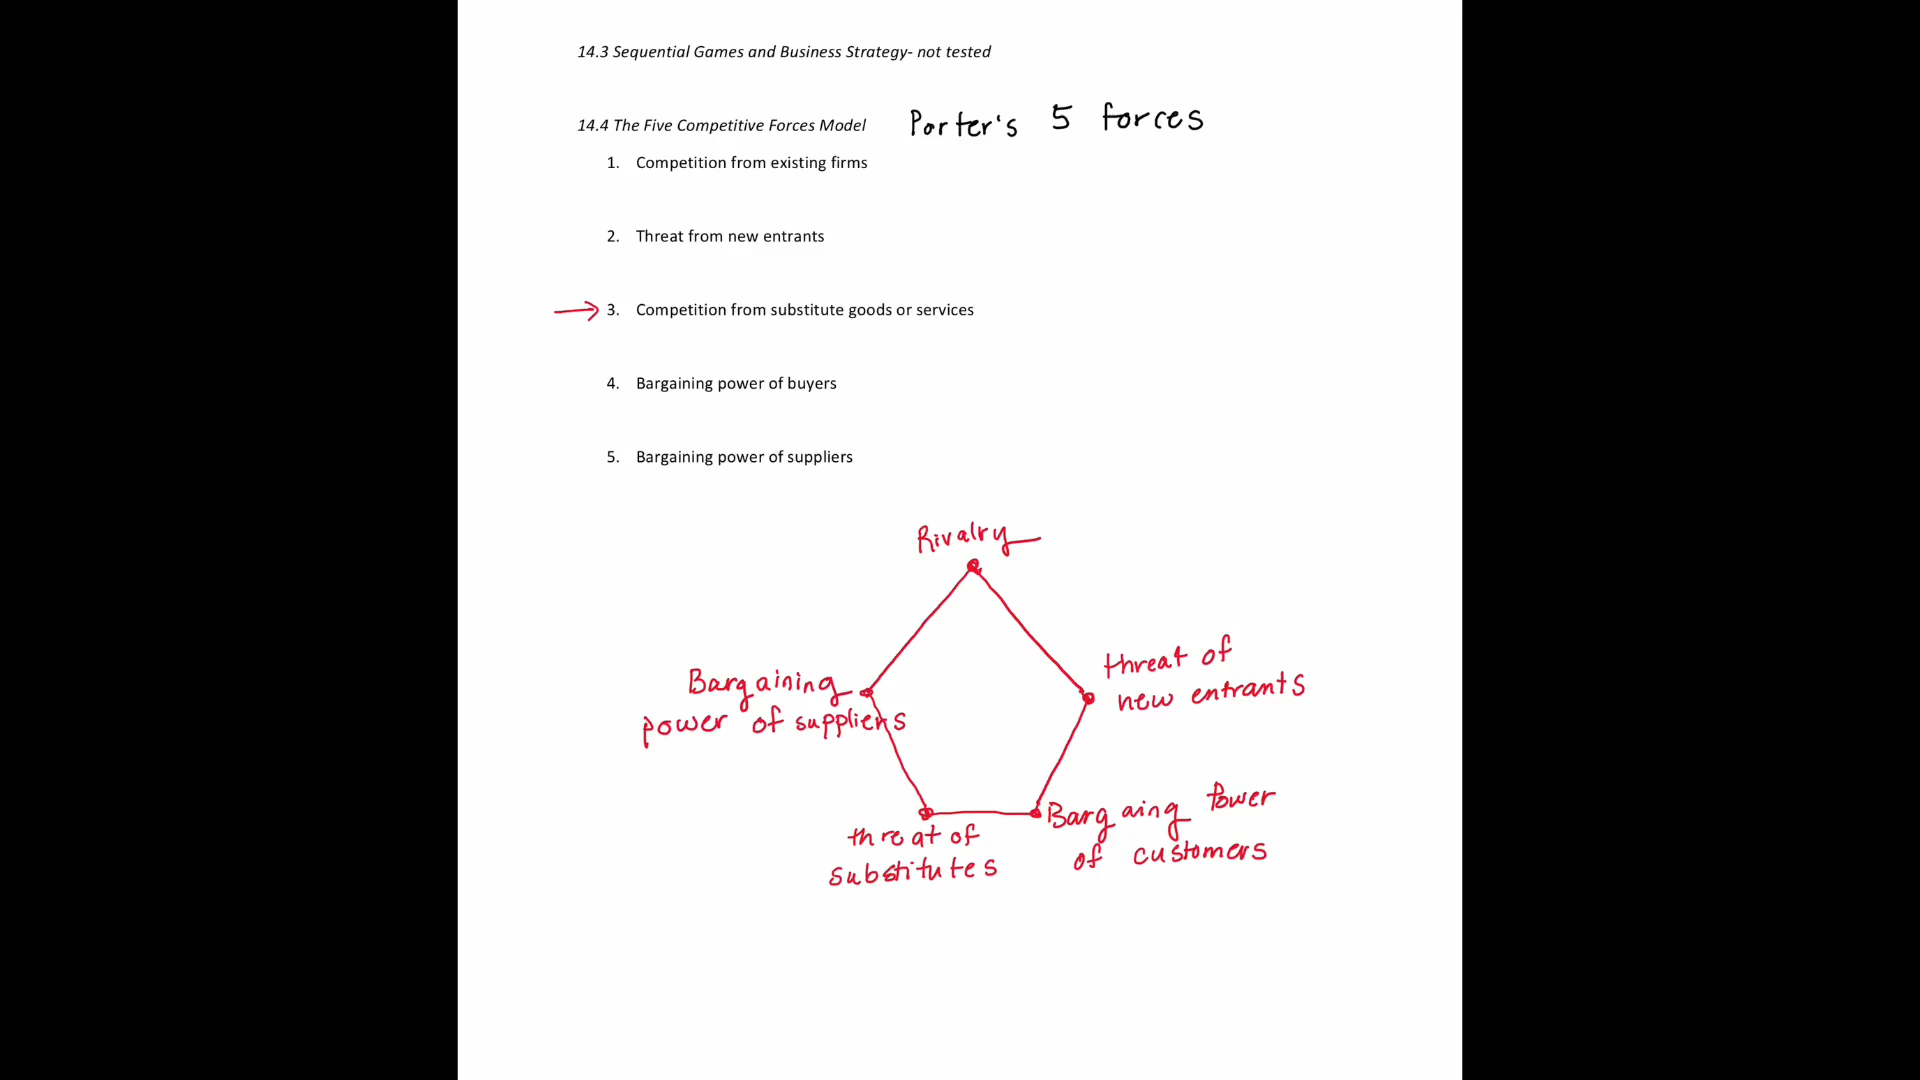 14.3 Sequential Games and Business Strategy- not tested
14.4 The Five Competitive Forces Model Porter's 5 forces
1. Competition from existing firms
2. Threat from new entrants
3. Competition from substitute goods or services
4. Bargaining power of buyers
5. Bargaining power of suppliers
Rivalry
threat of
new entrants
Bargaining
power of suppliers
Bargaing Power
of customers
threat of
substitutes